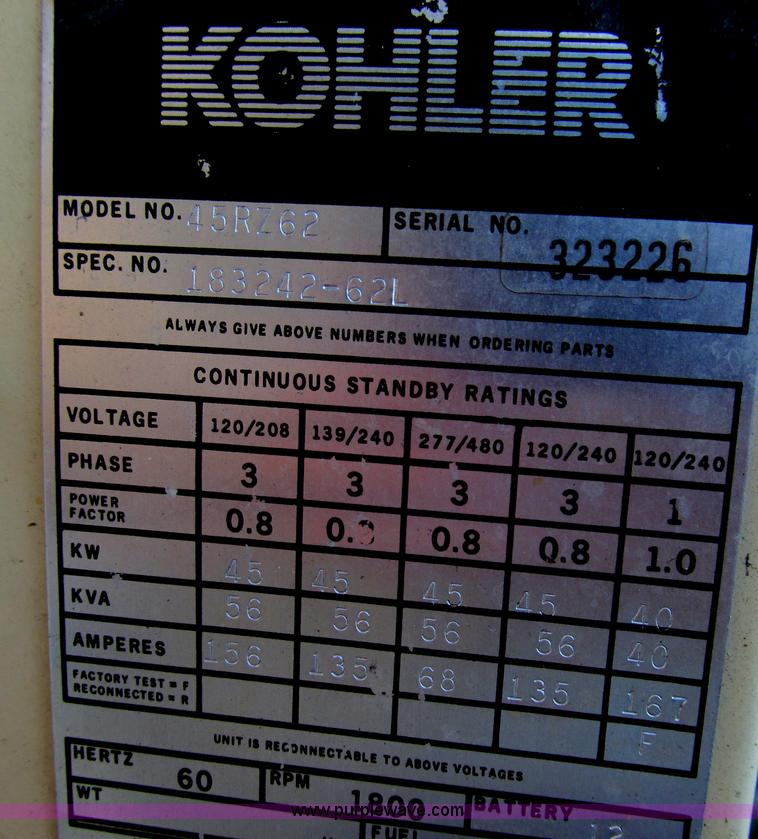 KOHLER
MODEL NO. 45RZ62 SERIAL NO. 323226
SPEC. NO. 183242-62L
ALWAYS GIVE ABOVE NUMBERS WHEN ORDERING PARTS
CONTINUOUS STANDBY RATINGS
VOLTAGE 120/208 139/240 277/480 120/240 120/240
PHASE 3 3 3 3 1
POWER
FACTOR 0.8 0.8 0.8 0.8 1.0
KW 45 45 45 45 40
KVA 56 56 56 56 40
AMPERES 156 135 68 135 167
FACTORY TEST = F
RECONNECTED = R F
UNIT IS RECONNECTABLE TO ABOVE VOLTAGES
HERTZ 60 RPM 1800 BATTERY 12
WT FUEL
www.purplewave.com